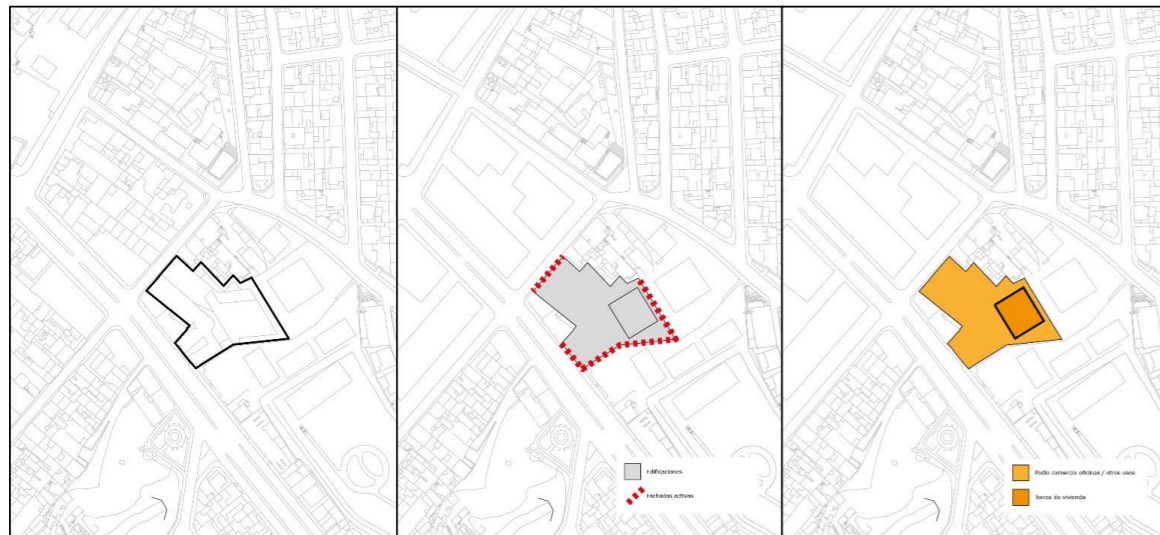 Edificaciones
Fachadas activas
Podio comercio oficinas / otros usos
Torres de vivienda